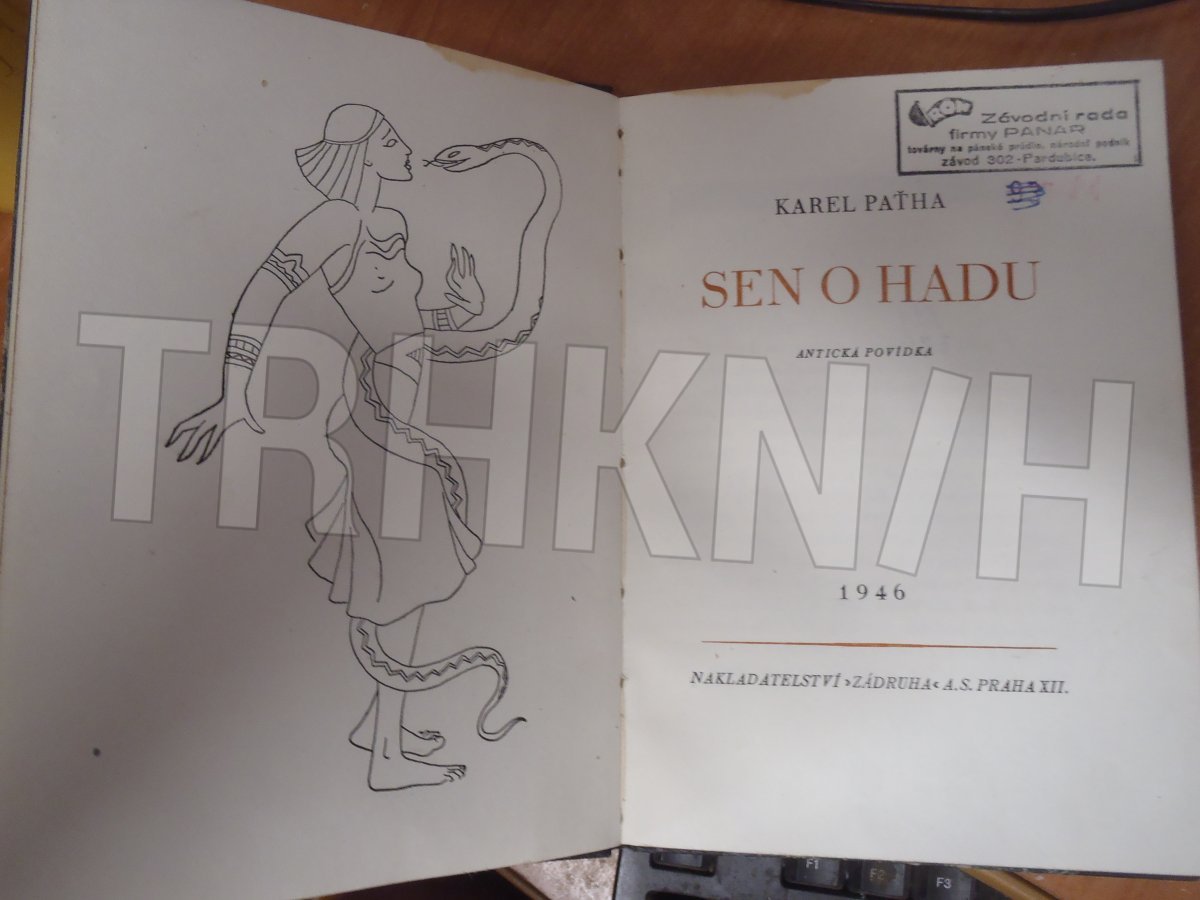 Závodní rada
firmy PANAR
továrny na pánské prádlo, národní podnik
závod 302 - Pardubice.
KAREL PAŤHA
SEN O HADU
ANTICKÁ POVÍDKA
TRHKN/H
1946
NAKLADATELSTVÍ ›ZÁDRUHA‹ A.S. PRAHA XII.
F1
F2
F3